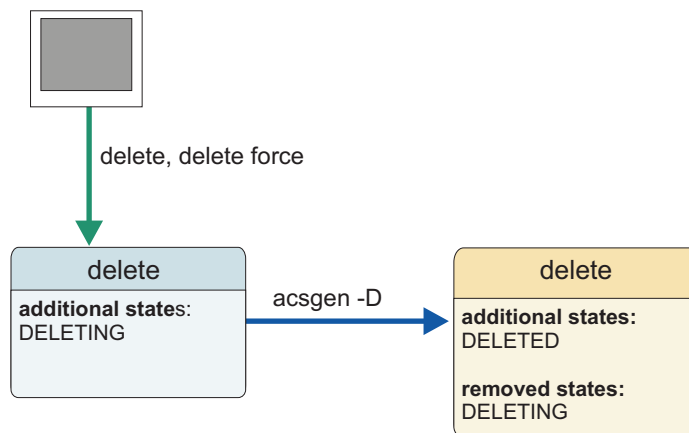 delete, delete force
delete
additional states:
DELETING
acsgen -D
delete
additional states:
DELETED
removed states:
DELETING